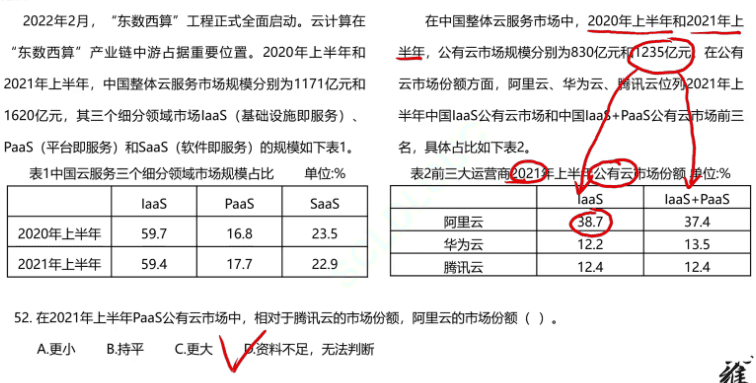 2022年2月，“东数西算”工程正式全面启动。云计算在
“东数西算”产业链中游占据重要位置。2020年上半年和
2021年上半年，中国整体云服务市场规模分别为1171亿元和
1620亿元，其三个细分领域市场IaaS（基础设施即服务）、
PaaS（平台即服务）和SaaS（软件即服务）的规模如下表1。
表1中国云服务三个细分领域市场规模占比 单位:%
IaaS PaaS SaaS
2020年上半年 59.7 16.8 23.5
2021年上半年 59.4 17.7 22.9
在中国整体云服务市场中，2020年上半年和2021年上
半年，公有云市场规模分别为830亿元和1235亿元。在公有
云市场份额方面，阿里云、华为云、腾讯云位列2021年上
半年中国IaaS公有云市场和中国IaaS+PaaS公有云市场前三
名，具体占比如下表2。
表2前三大运营商2021年上半年公有云市场份额 单位:%
IaaS IaaS+PaaS
阿里云 38.7 37.4
华为云 12.2 13.5
腾讯云 12.4 12.4
52. 在2021年上半年PaaS公有云市场中，相对于腾讯云的市场份额，阿里云的市场份额（ ）。
A.更小 B.持平 C.更大 D.资料不足，无法判断